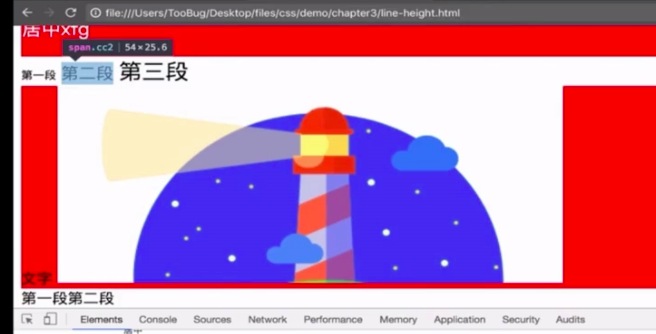 file:///Users/TooBug/Desktop/files/css/demo/chapter3/line-height.html
居中xfg
span.cc2 | 54×25.6
第一段 第二段 第三段
文字
第一段第二段
Elements Console Sources Network Performance Memory Application Security Audits